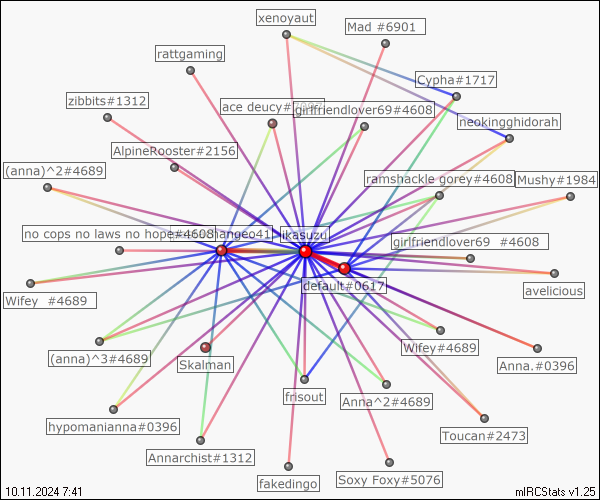 xenoyaut
Mad #6901
rattgaming
Cypha#1717
zibbits#1312
ace deucy#
girlfriendlover69#4608
neokingghidorah
AlpineRooster#2156
(anna)^2#4689
ramshackle gorey#4608
Mushy#1984
no cops no laws no hope#4608
ikasuzu
girlfriendlover69 #4608
default#0617
avelicious
Wifey #4689
(anna)^3#4689
Wifey#4689
Skalman
Anna.#0396
frisout
Anna^2#4689
hypomanianna#0396
Toucan#2473
Annarchist#1312
fakedingo
Soxy Foxy#5076
10.11.2024 7:41
mIRCStats v1.25